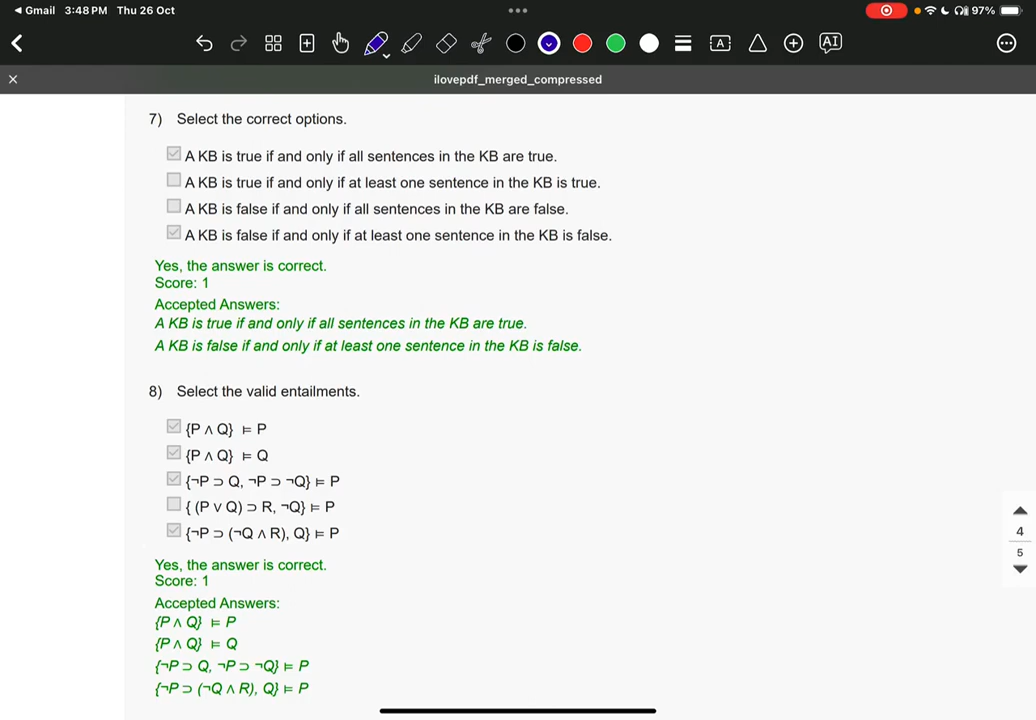 ◂ Gmail 3:48 PM Thu 26 Oct
97%
A
AI
ilovepdf_merged_compressed
7) Select the correct options.
A KB is true if and only if all sentences in the KB are true.
A KB is true if and only if at least one sentence in the KB is true.
A KB is false if and only if all sentences in the KB are false.
A KB is false if and only if at least one sentence in the KB is false.
Yes, the answer is correct.
Score: 1
Accepted Answers:
A KB is true if and only if all sentences in the KB are true.
A KB is false if and only if at least one sentence in the KB is false.
8) Select the valid entailments.
{P ∧ Q} ⊨ P
{P ∧ Q} ⊨ Q
{¬P ⊃ Q, ¬P ⊃ ¬Q} ⊨ P
{ (P ∨ Q) ⊃ R, ¬Q} ⊨ P
{¬P ⊃ (¬Q ∧ R), Q} ⊨ P
4
5
Yes, the answer is correct.
Score: 1
Accepted Answers:
{P ∧ Q} ⊨ P
{P ∧ Q} ⊨ Q
{¬P ⊃ Q, ¬P ⊃ ¬Q} ⊨ P
{¬P ⊃ (¬Q ∧ R), Q} ⊨ P